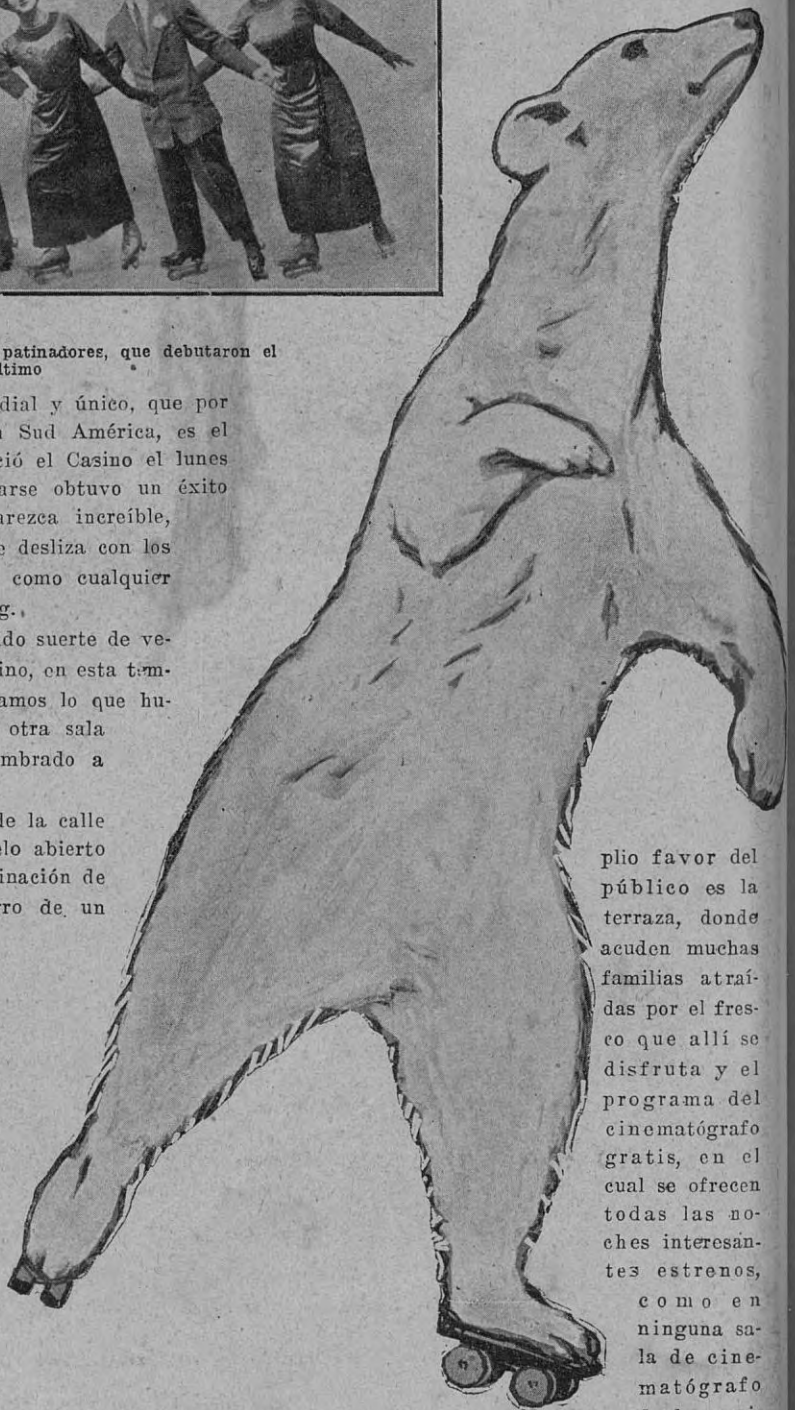 patinadores, que debutaron el
ltimo
dial y único, que por
Sud América, es el
ció el Casino el lunes
arse obtuvo un éxito
arezca increíble,
e desliza con los
como cualquier
g.
do suerte de ve-
ino, en esta tem-
amos lo que hu-
otra sala
mbrado a
de la calle
elo abierto
inación de
rro de un
plio favor del
público es la
terraza, donde
acuden muchas
familias atraí-
das por el fres-
co que allí se
disfruta y el
programa del
cinematógrafo
gratis, en el
cual se ofrecen
todas las no-
ches interesan-
tes estrenos,
como en
ninguna sa-
la de cine-
matógrafo